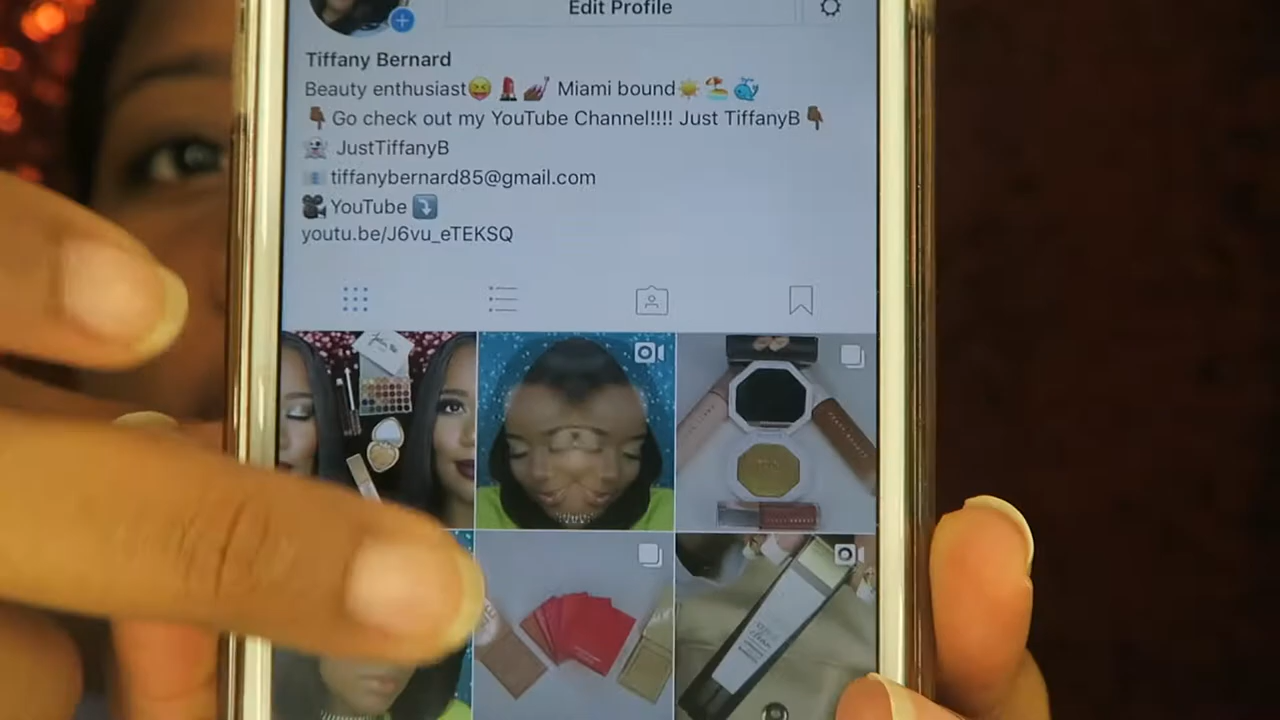 Edit Profile
Tiffany Bernard
Beauty enthusiast😝💄💅🏾 Miami bound☀️🏖🐳
👇🏾Go check out my YouTube Channel!!!! Just TiffanyB👇🏾
👻 JustTiffanyB
📧 tiffanybernard85@gmail.com
🎥YouTube ⤵️
youtu.be/J6vu_eTEKSQ